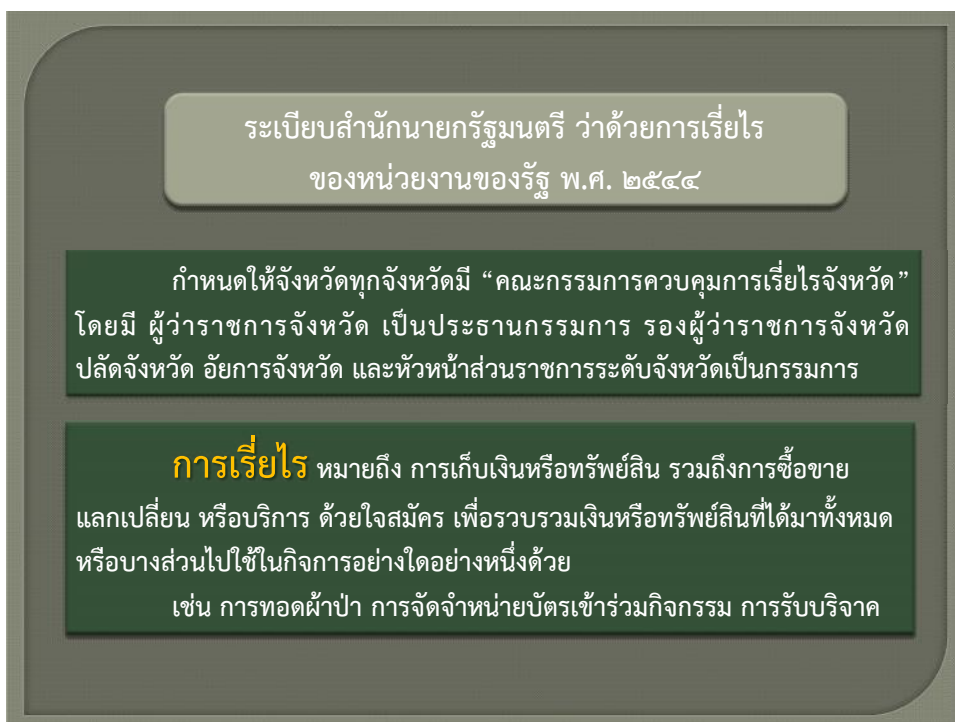 ระเบียบสำนักนายกรัฐมนตรี ว่าด้วยการเรี่ยไร
ของหน่วยงานของรัฐ พ.ศ. ๒๕๔๔
กำหนดให้จังหวัดทุกจังหวัดมี “คณะกรรมการควบคุมการเรี่ยไรจังหวัด”
โดยมี ผู้ว่าราชการจังหวัด เป็นประธานกรรมการ รองผู้ว่าราชการจังหวัด
ปลัดจังหวัด อัยการจังหวัด และหัวหน้าส่วนราชการระดับจังหวัดเป็นกรรมการ
การเรี่ยไร หมายถึง การเก็บเงินหรือทรัพย์สิน รวมถึงการซื้อขาย
แลกเปลี่ยน หรือบริการ ด้วยใจสมัคร เพื่อรวบรวมเงินหรือทรัพย์สินที่ได้มาทั้งหมด
หรือบางส่วนไปใช้ในกิจการอย่างใดอย่างหนึ่งด้วย
เช่น การทอดผ้าป่า การจัดจำหน่ายบัตรเข้าร่วมกิจกรรม การรับบริจาค